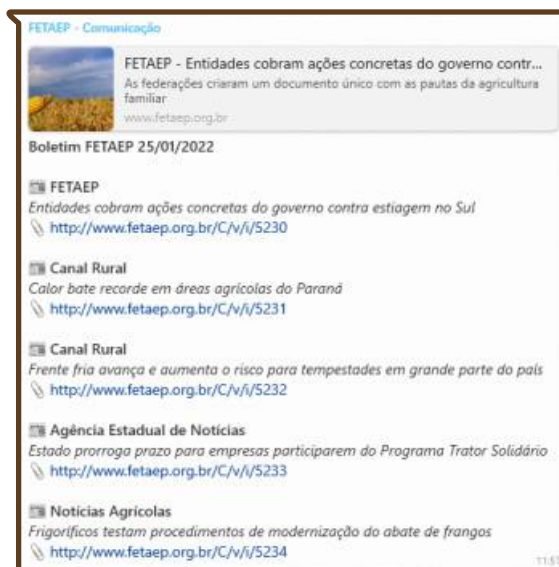 FETAEP - Comunicação
FETAEP - Entidades cobram ações concretas do governo contr...
As federações criaram um documento único com as pautas da agricultura
familiar
www.fetaep.org.br
Boletim FETAEP 25/01/2022
FETAEP
Entidades cobram ações concretas do governo contra estiagem no Sul
http://www.fetaep.org.br/C/v/i/5230
Canal Rural
Calor bate recorde em áreas agrícolas do Paraná
http://www.fetaep.org.br/C/v/i/5231
Canal Rural
Frente fria avança e aumenta o risco para tempestades em grande parte do país
http://www.fetaep.org.br/C/v/i/5232
Agência Estadual de Notícias
Estado prorroga prazo para empresas participarem do Programa Trator Solidário
http://www.fetaep.org.br/C/v/i/5233
Notícias Agrícolas
Frigoríficos testam procedimentos de modernização do abate de frangos
http://www.fetaep.org.br/C/v/i/5234